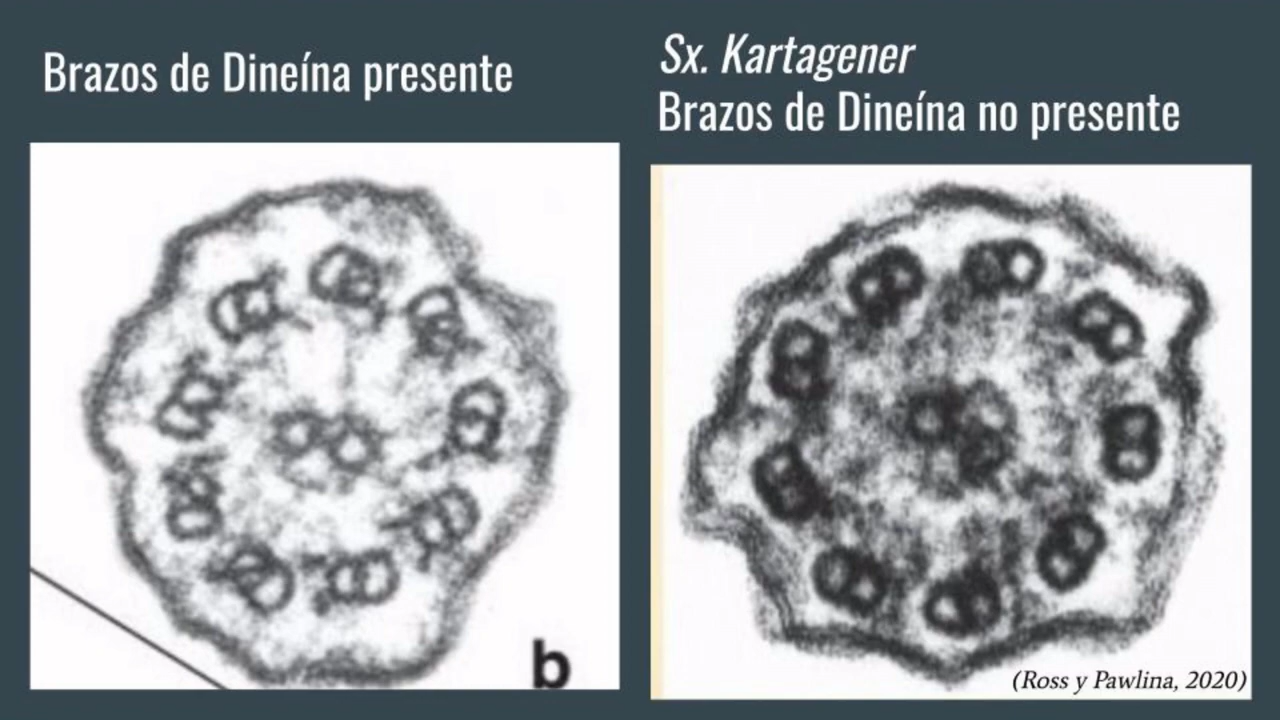 Brazos de Dineína presente
Sx. Kartagener
Brazos de Dineína no presente
b
(Ross y Pawlina, 2020)